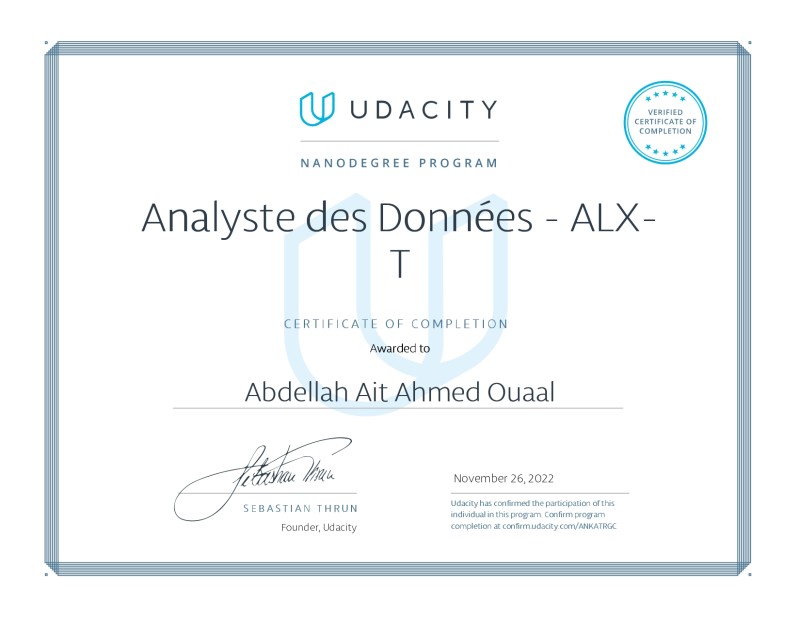 UDACITY
VERIFIED
CERTIFICATE OF
COMPLETION
NANODEGREE PROGRAM
Analyste des Données - ALX-
T
CERTIFICATE OF COMPLETION
Awarded to
Abdellah Ait Ahmed Ouaal
Sebastian Thrun
SEBASTIAN THRUN
Founder, Udacity
November 26, 2022
Udacity has confirmed the participation of this
individual in this program. Confirm program
completion at confirm.udacity.com/ANKATRGC